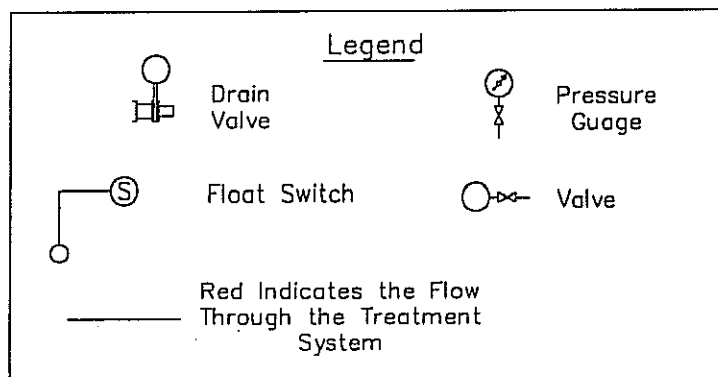 Legend
Drain
Valve
Pressure
Guage
S
Float Switch
Valve
Red Indicates the Flow
Through the Treatment
System